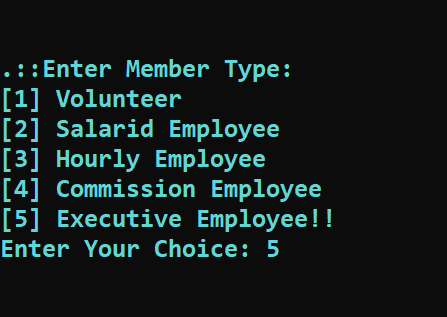 .::Enter Member Type:
[1] Volunteer
[2] Salarid Employee
[3] Hourly Employee
[4] Commission Employee
[5] Executive Employee!!
Enter Your Choice: 5